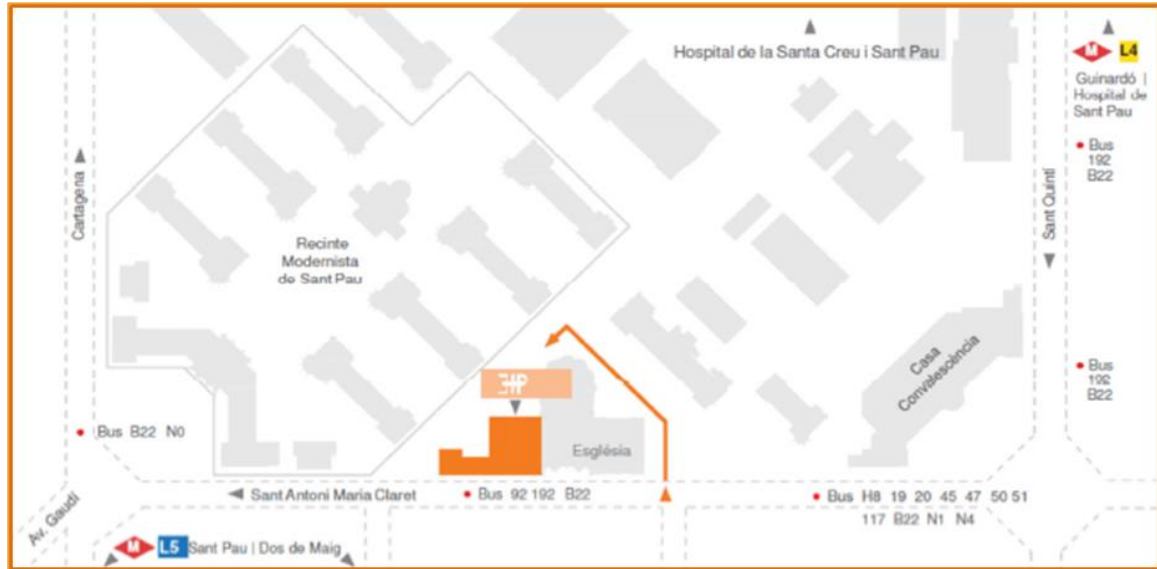 Hospital de la Santa Creu i Sant Pau
M L4
Guinardó |
Hospital de
Sant Pau
Bus
192
B22
Cartagena
Sant Quintí
Recinte
Modernista
de Sant Pau
Casa
Convalescència
Bus
192
B22
Bus B22 N0
Església
Sant Antoni Maria Claret
Bus 92 192 B22
Bus H8 19 20 45 47 50 51
117 B22 N1 N4
Av. Gaudí
M L5 Sant Pau | Dos de Maig